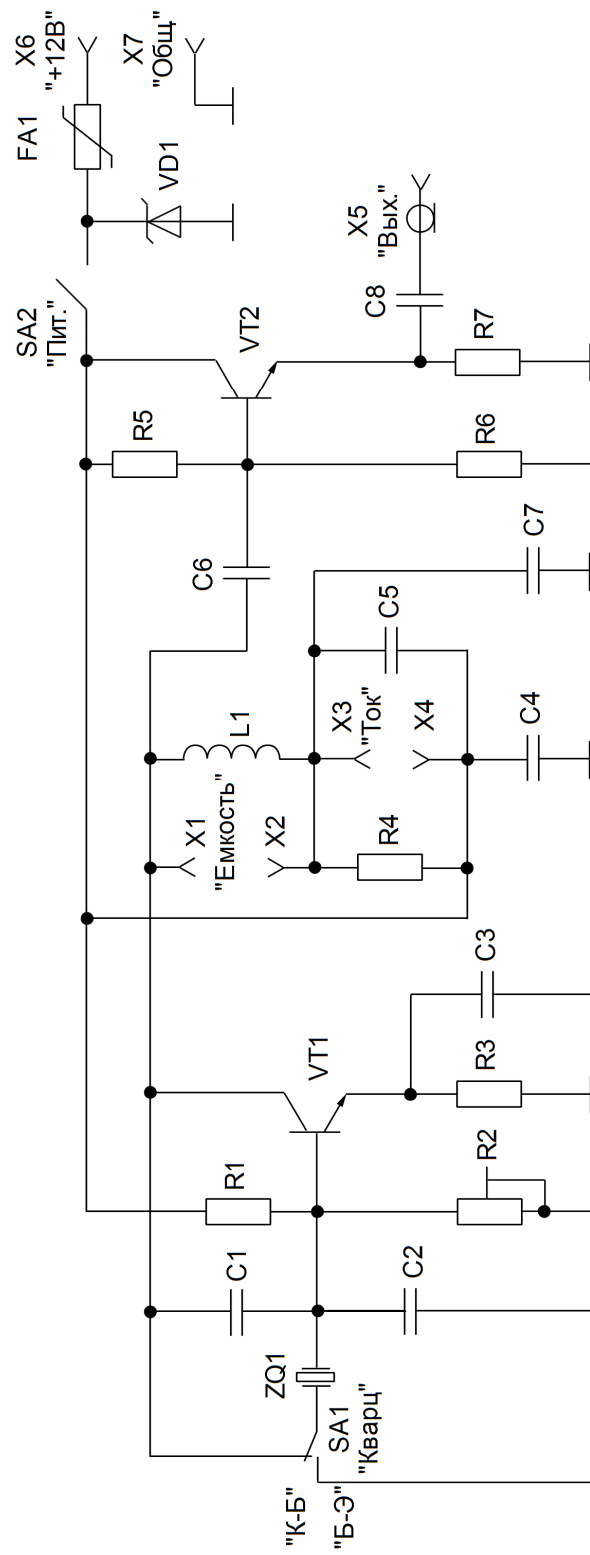 "К-Б"
"Б-Э"
SA1
"Кварц"
ZQ1
C1
C2
R1
R2
VT1
R3
C3
X1
"Емкость"
X2
R4
L1
X3
"Ток"
X4
C4
C5
C6
C7
R5
R6
VT2
R7
C8
SA2
"Пит."
X5
"Вых."
VD1
FA1
X6
"+12В"
X7
"Общ"